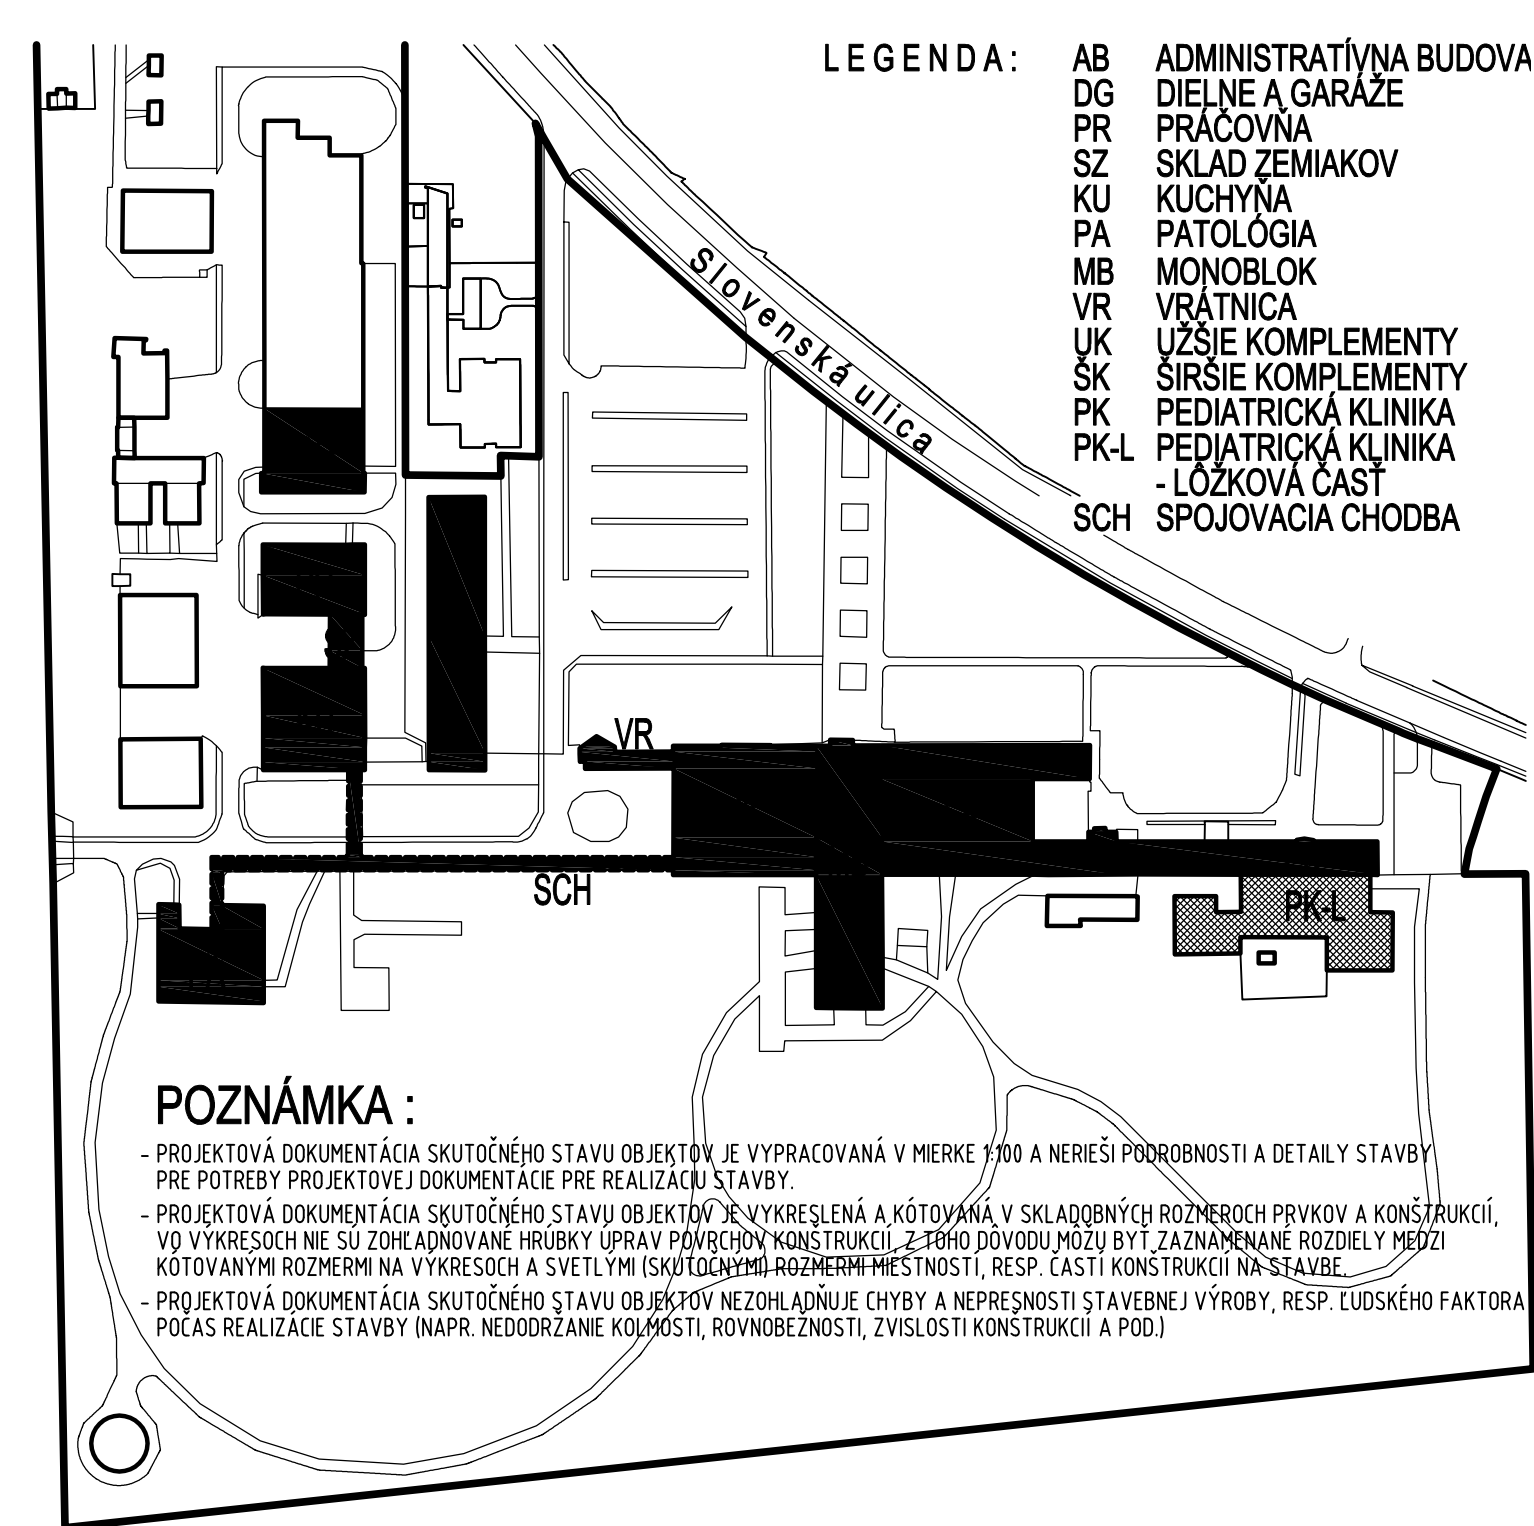 LEGENDA:
AB ADMINISTRATÍVNA BUDOVA
DG DIELNE A GARÁŽE
PR PRÁČOVŇA
SZ SKLAD ZEMIAKOV
KU KUCHYŇA
PA PATOLÓGIA
MB MONOBLOK
VR VRÁTNICA
UK UŽŠIE KOMPLEMENTY
ŠK ŠIRŠIE KOMPLEMENTY
PK PEDIATRICKÁ KLINIKA
PK-L PEDIATRICKÁ KLINIKA
- LÔŽKOVÁ ČASŤ
SCH SPOJOVACIA CHODBA
Slovenská ulica
VR
SCH
PK-L
POZNÁMKA :
- PROJEKTOVÁ DOKUMENTÁCIA SKUTOČNÉHO STAVU OBJEKTOV JE VYPRACOVANÁ V MIERKE 1:100 A NERIEŠI PODROBNOSTI A DETAILY STAVBY
PRE POTREBY PROJEKTOVEJ DOKUMENTÁCIE PRE REALIZÁCIU STAVBY.
- PROJEKTOVÁ DOKUMENTÁCIA SKUTOČNÉHO STAVU OBJEKTOV JE VYKRESLENÁ A KÓTOVANÁ V SKLADOBNÝCH ROZMEROCH PRVKOV A KONŠTRUKCIÍ,
VO VÝKRESOCH NIE SÚ ZOHĽADŇOVANÉ HRÚBKY ÚPRAV POVRCHOV KONŠTRUKCIÍ, Z TOHO DÔVODU MÔŽU BYŤ ZAZNAMENANÉ ROZDIELY MEDZI
KÓTOVANÝMI ROZMERMI NA VÝKRESOCH A SVETLÝMI (SKUTOČNÝMI) ROZMERMI MIESTNOSTÍ, RESP. ČASTÍ KONŠTRUKCIÍ NA STAVBE.
- PROJEKTOVÁ DOKUMENTÁCIA SKUTOČNÉHO STAVU OBJEKTOV NEZOHLADŇUJE CHYBY A NEPRESNOSTI STAVEBNEJ VÝROBY, RESP. ĽUDSKÉHO FAKTORA
POČAS REALIZÁCIE STAVBY (NAPR. NEDODRŽANIE KOLMOSTI, ROVNOBEŽNOSTI, ZVISLOSTI KONŠTRUKCIÍ A POD.)